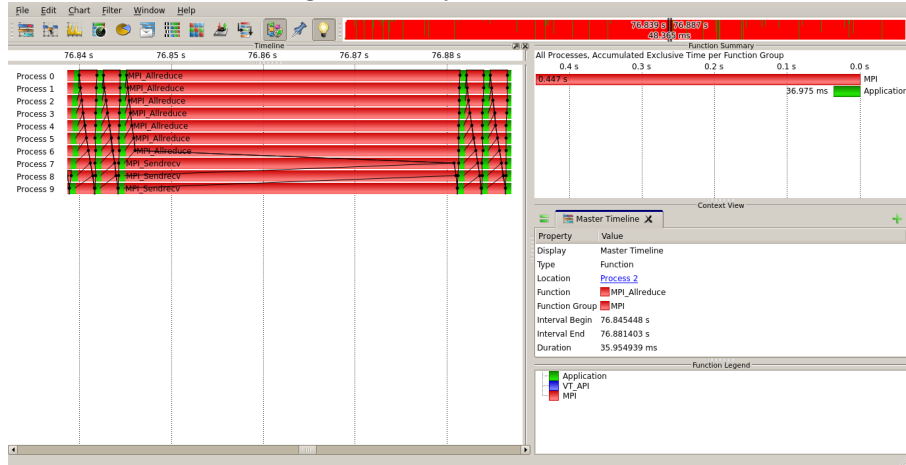 File Edit Chart Filter Window Help
76.839 s 76.887 s
48.365 ms
Timeline
76.84 s 76.85 s 76.86 s 76.87 s 76.88 s
Process 0 MPI_Allreduce
Process 1 MPI_Allreduce
Process 2 MPI_Allreduce
Process 3 MPI_Allreduce
Process 4 MPI_Allreduce
Process 5 MPI_Allreduce
Process 6 MPI_Allreduce
Process 7 MPI_Sendrecv
Process 8 MPI_Sendrecv
Process 9 MPI_Sendrecv
Function Summary
All Processes, Accumulated Exclusive Time per Function Group
0.4 s 0.3 s 0.2 s 0.1 s 0.0 s
0.447 s MPI
36.975 ms Application
Context View
Master Timeline
Property Value
Display Master Timeline
Type Function
Location Process 2
Function MPI_Allreduce
Function Group MPI
Interval Begin 76.845448 s
Interval End 76.881403 s
Duration 35.954939 ms
Function Legend
Application
VT_API
MPI